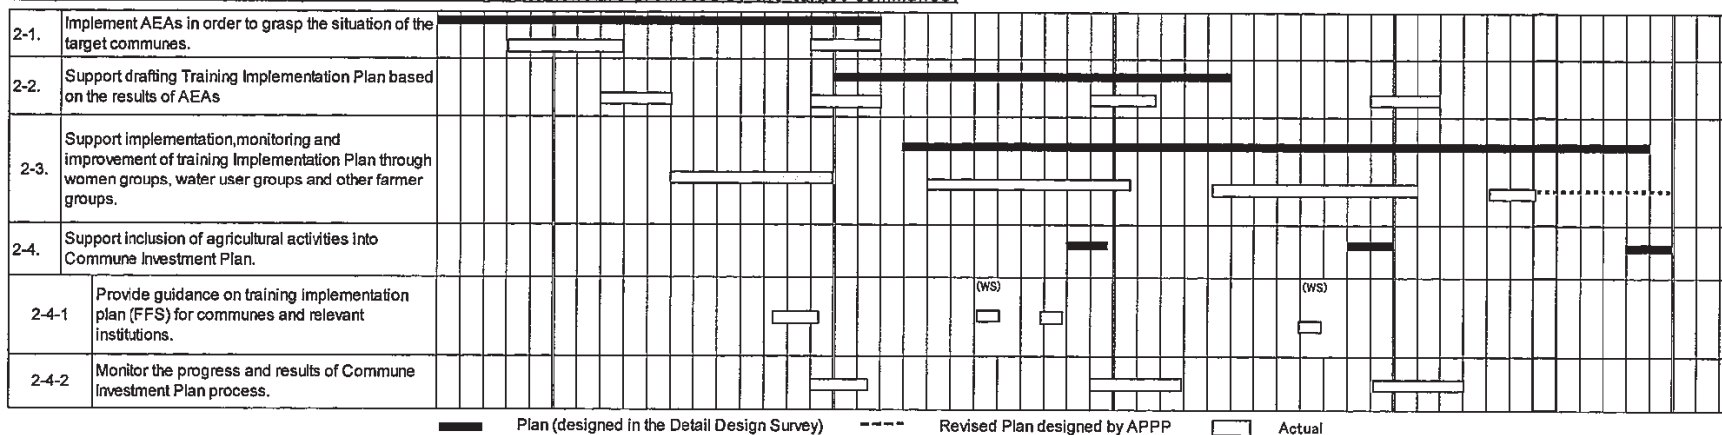 2-1.
Implement AEAs in order to grasp the situation of the
target communes.
2-2.
Support drafting Training Implementation Plan based
on the results of AEAs
2-3.
Support implementation,monitoring and
improvement of training Implementation Plan through
women groups, water user groups and other farmer
groups.
2-4.
Support inclusion of agricultural activities into
Commune Investment Plan.
2-4-1
Provide guidance on training implementation
plan (FFS) for communes and relevant
institutions.
(WS)
(WS)
2-4-2
Monitor the progress and results of Commune
Investment Plan process.
Plan (designed in the Detail Design Survey)
Revised Plan designed by APPP
Actual